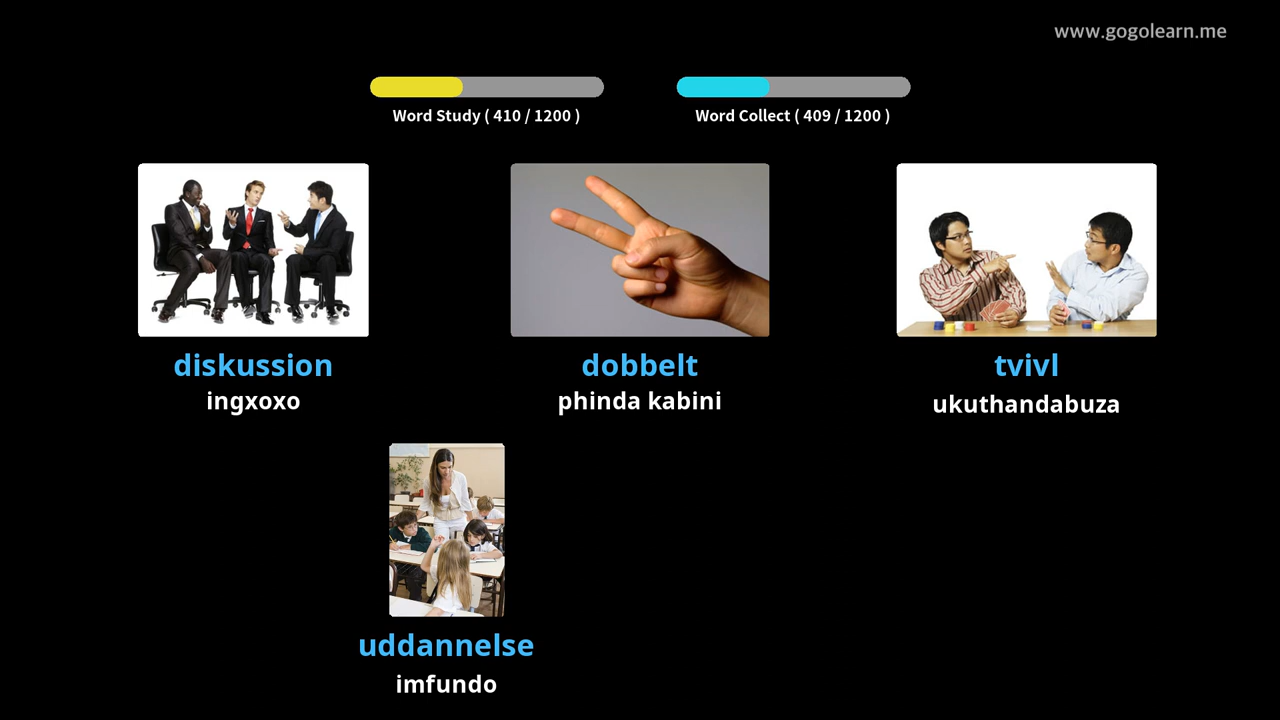 www.gogolearn.me
Word Study ( 410 / 1200 )
Word Collect ( 409 / 1200 )
diskussion
ingxoxo
dobbelt
phinda kabini
tvivl
ukuthandabuza
uddannelse
imfundo